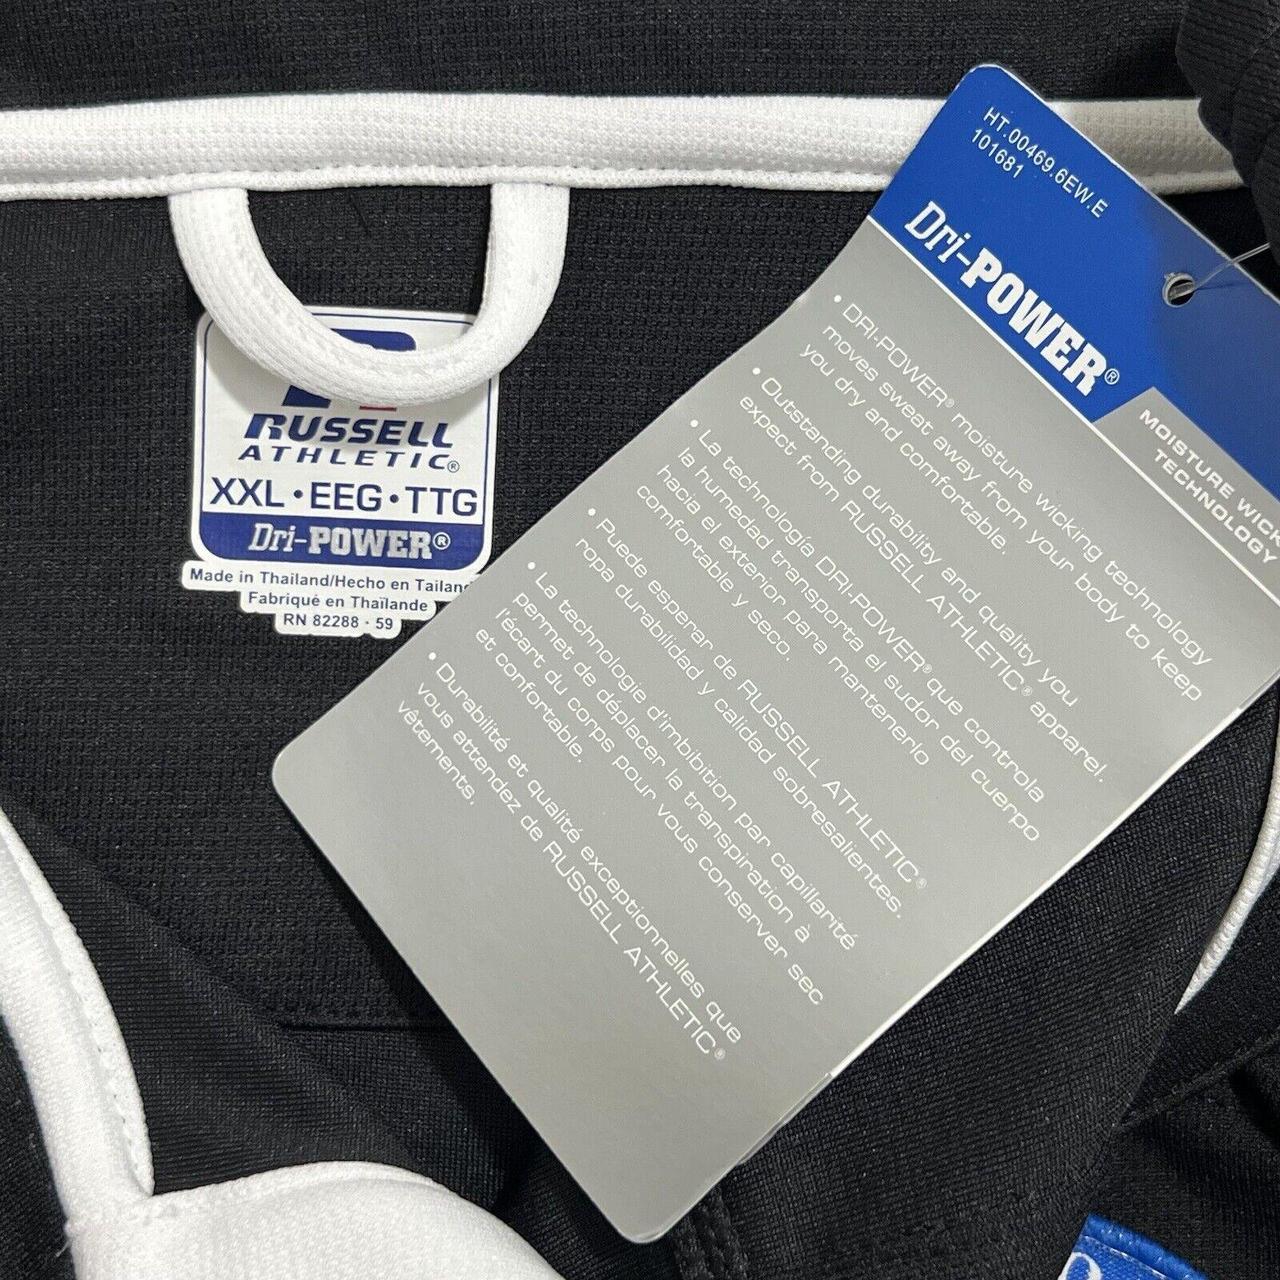 RUSSELL
ATHLETIC®
XXL • EEG • TTG
Dri-POWER®
Made in Thailand/Hecho en
Fabriqué en Thaïlande
RN 82288 - 59
HT.00469.6EW.E
101681
Dri-POWER®
MOISTURE
TECHNOLOGY
• DRI-POWER® moisture wicking technology
moves sweat away from your body to keep
you dry and comfortable.
• Outstanding durability and quality you
expect from RUSSELL ATHLETIC® apparel.
• La technología DRI-POWER® que controla
la humedad transporta el sudor del cuerpo
hacia el exterior para mantenerlo
comfortable y seco.
• Puede esperar de RUSSELL ATHLETIC®
ropa durabilidad y calidad sobresalientes.
• La technologie d'imbibition par capillarité
permet de déplacer la transpiration à
l'écart du corps pour vous conserver sec
et confortable.
• Durabilité et qualité exceptionnelles que
vous attendez de RUSSELL ATHLETIC®
vêtements.